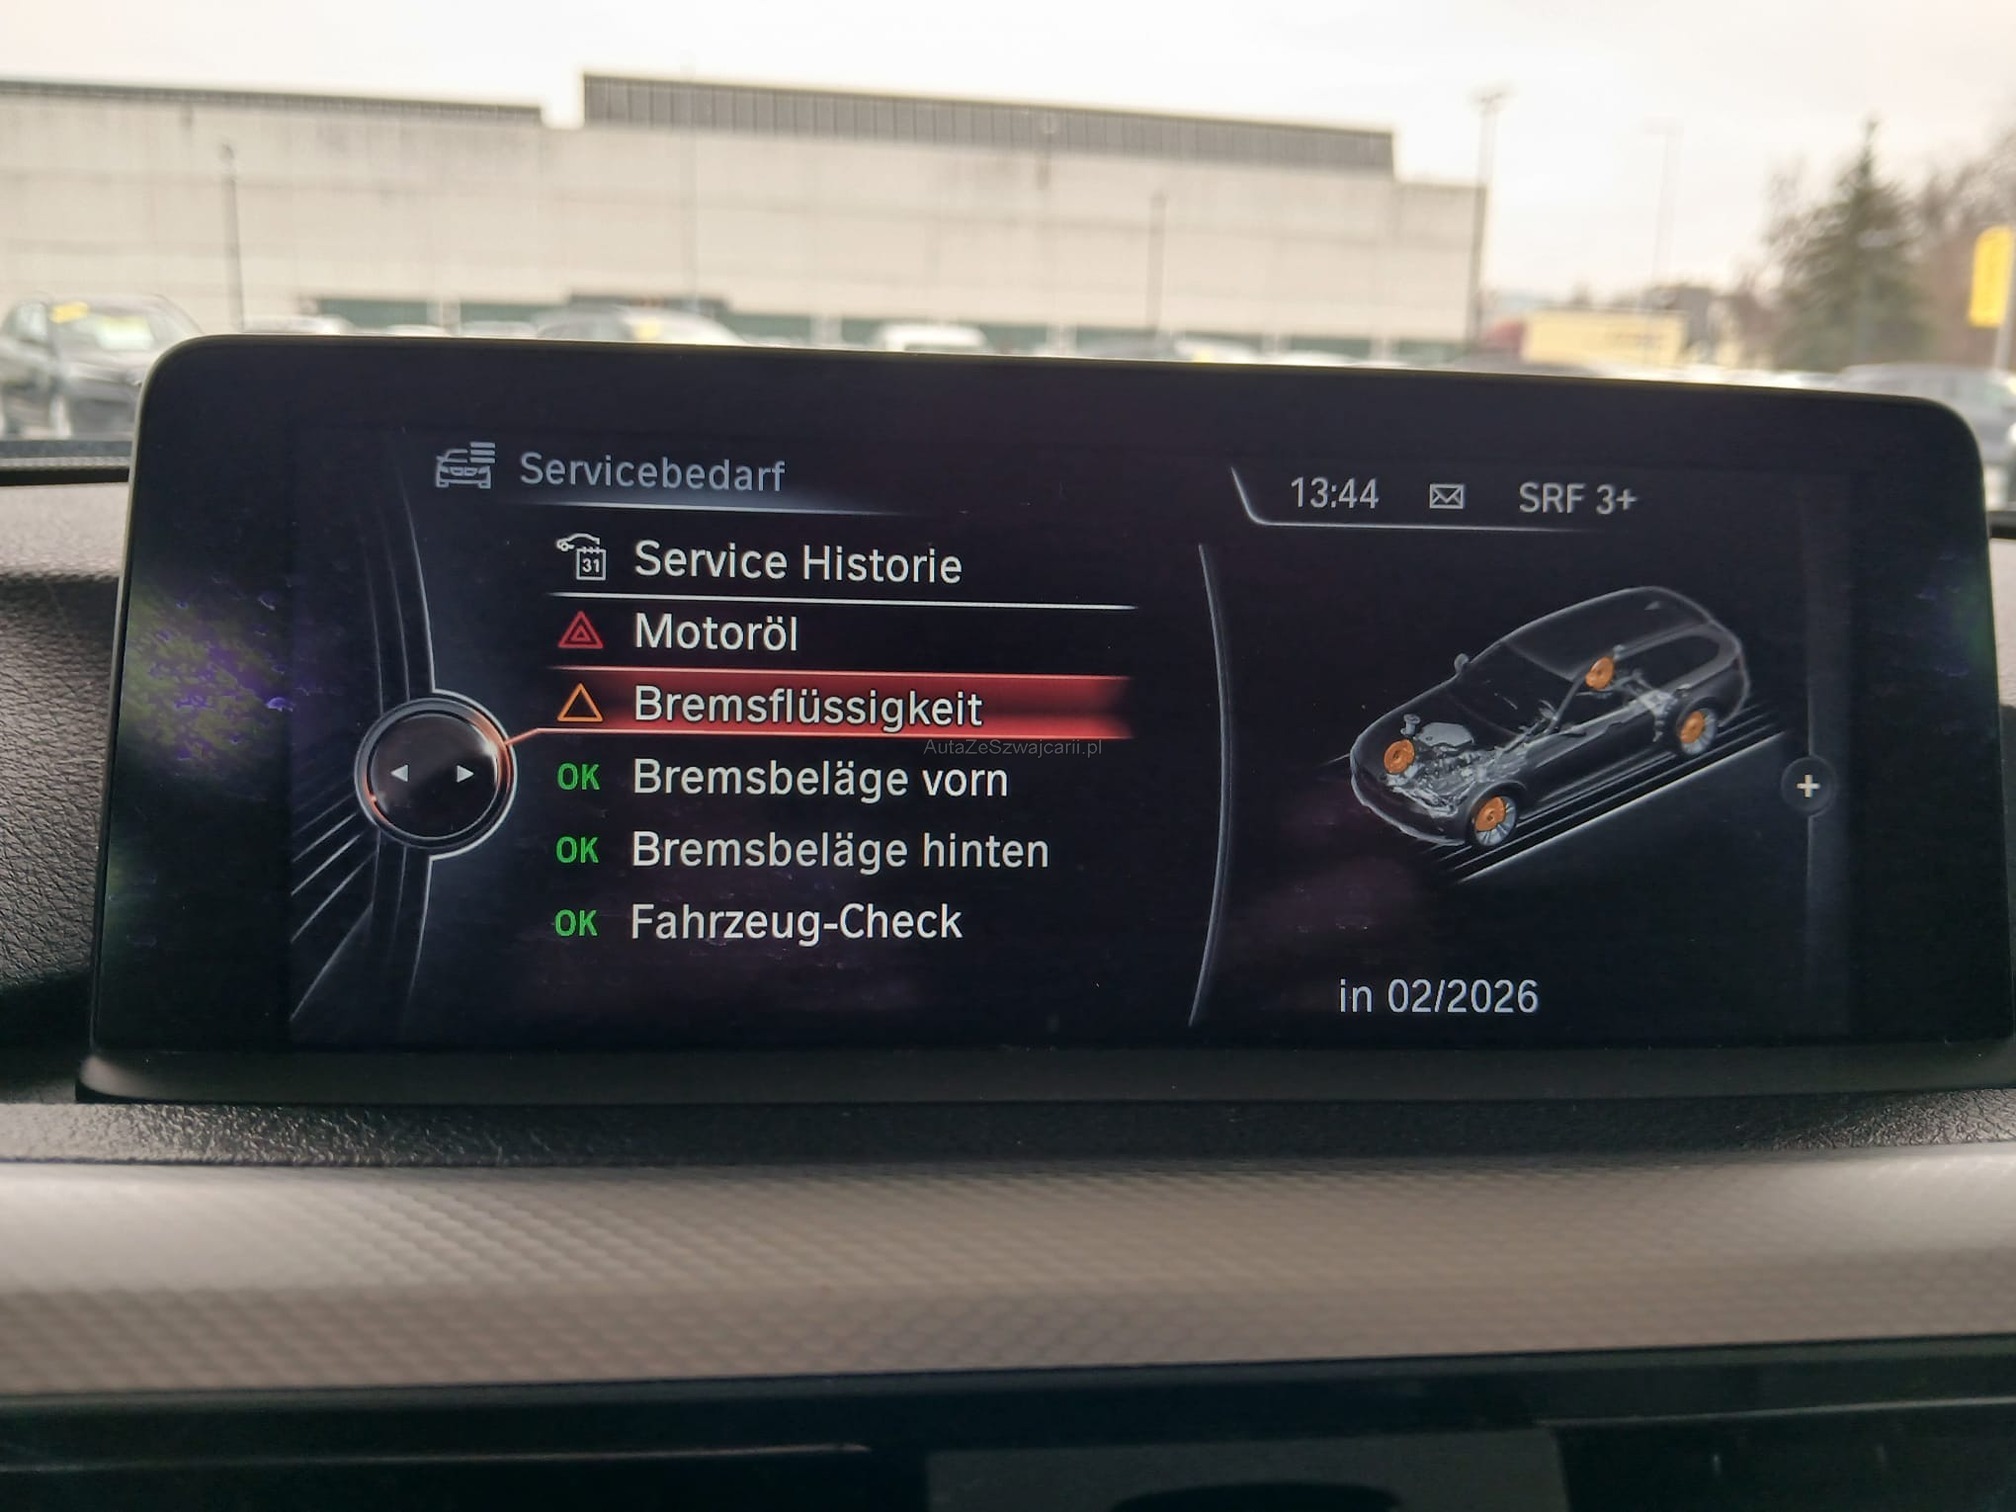 Servicebedarf
13:44 SRF 3+
31 Service Historie
Motoröl
Bremsflüssigkeit
AutaZeSzwajcarii.pl
OK Bremsbeläge vorn
OK Bremsbeläge hinten
OK Fahrzeug-Check
in 02/2026